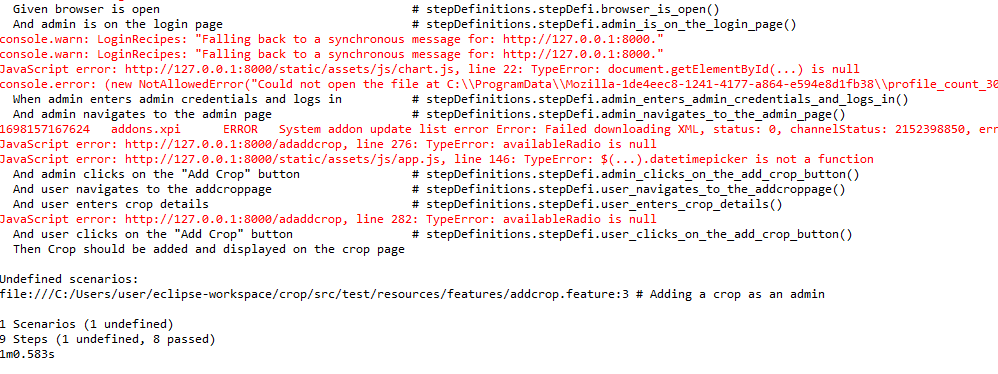 Given browser is open # stepDefinitions.stepDefi.browser_is_open()
And admin is on the login page # stepDefinitions.stepDefi.admin_is_on_the_login_page()
console.warn: LoginRecipes: "Falling back to a synchronous message for: http://127.0.0.1:8000."
console.warn: LoginRecipes: "Falling back to a synchronous message for: http://127.0.0.1:8000."
JavaScript error: http://127.0.0.1:8000/static/assets/js/chart.js, line 22: TypeError: document.getElementById(...) is null
console.error: (new NotAllowedError("Could not open the file at C:\\ProgramData\\Mozilla-1de4eec8-1241-4177-a864-e594e8d1fb38\\profile_count_30
When admin enters admin credentials and logs in # stepDefinitions.stepDefi.admin_enters_admin_credentials_and_logs_in()
And admin navigates to the admin page # stepDefinitions.stepDefi.admin_navigates_to_the_admin_page()
1698157167624 addons.xpi ERROR System addon update list error Error: Failed downloading XML, status: 0, channelStatus: 2152398850, err
JavaScript error: http://127.0.0.1:8000/adaddcrop, line 276: TypeError: availableRadio is null
JavaScript error: http://127.0.0.1:8000/static/assets/js/app.js, line 146: TypeError: $(...).datetimepicker is not a function
And admin clicks on the "Add Crop" button # stepDefinitions.stepDefi.admin_clicks_on_the_add_crop_button()
And user navigates to the addcroppage # stepDefinitions.stepDefi.user_navigates_to_the_addcroppage()
And user enters crop details # stepDefinitions.stepDefi.user_enters_crop_details()
JavaScript error: http://127.0.0.1:8000/adaddcrop, line 282: TypeError: availableRadio is null
And user clicks on the "Add Crop" button # stepDefinitions.stepDefi.user_clicks_on_the_add_crop_button()
Then Crop should be added and displayed on the crop page
Undefined scenarios:
file:///C:/Users/user/eclipse-workspace/crop/src/test/resources/features/addcrop.feature:3 # Adding a crop as an admin
1 Scenarios (1 undefined)
9 Steps (1 undefined, 8 passed)
1m0.583s